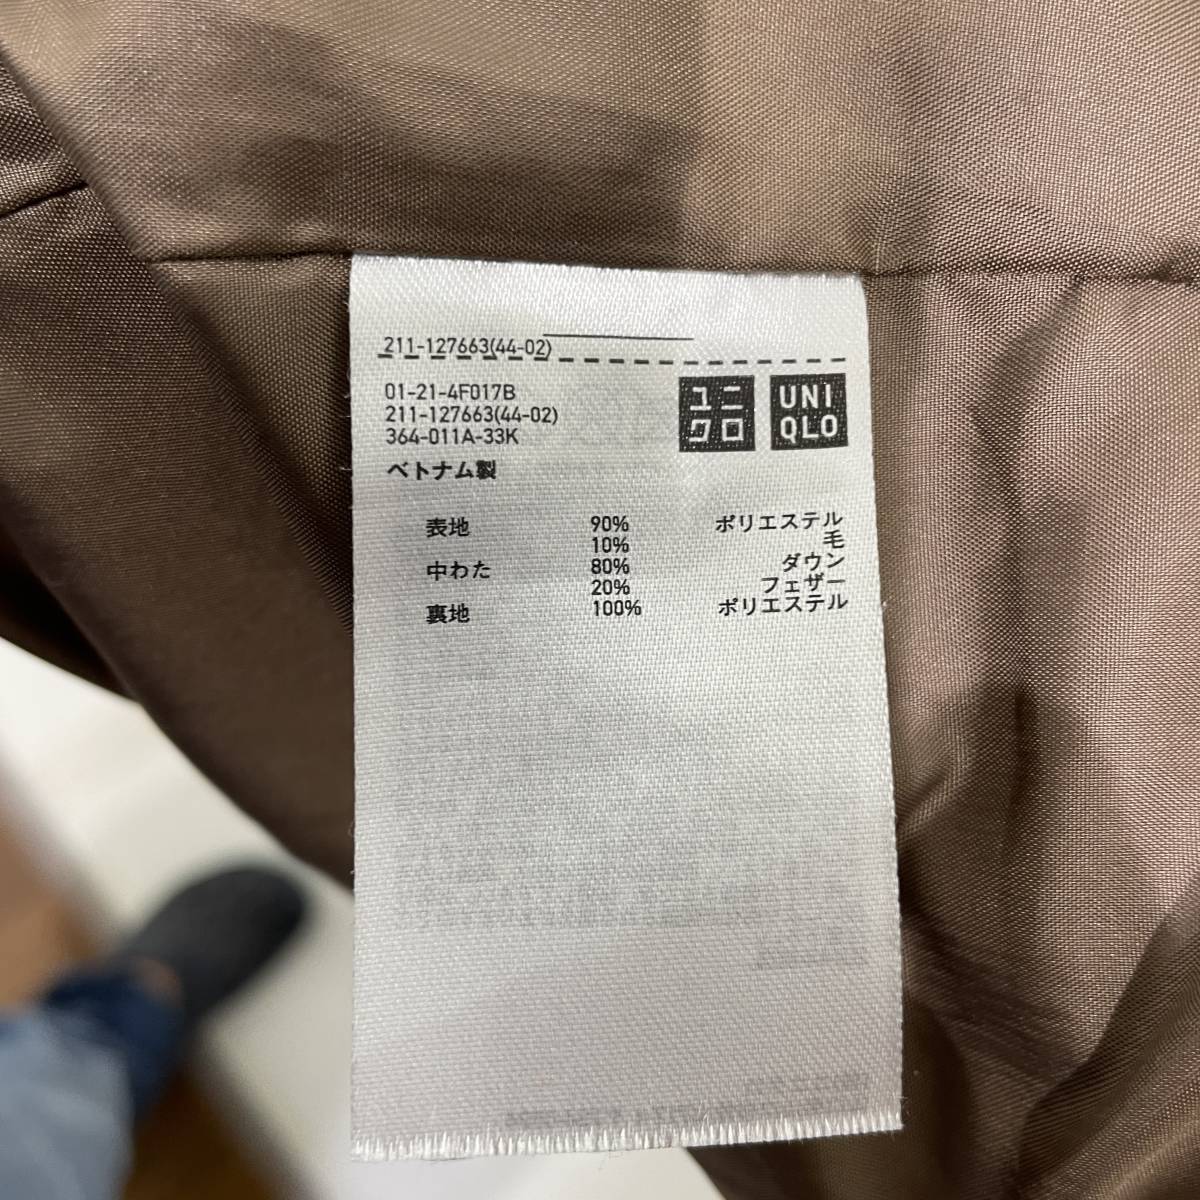 211-127663(44-02)
01-21-4F017B
211-127663(44-02)
364-011A-33K
ベトナム製
ユニ
クロ
UNI
QLO
表地 90% ポリエステル
10% 毛
中わた 80% ダウン
20% フェザー
裏地 100% ポリエステル